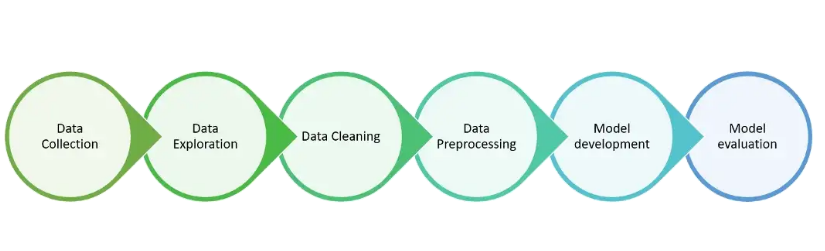 Data
Collection
Data
Exploration
Data Cleaning
Data
Preprocessing
Model
development
Model
evaluation